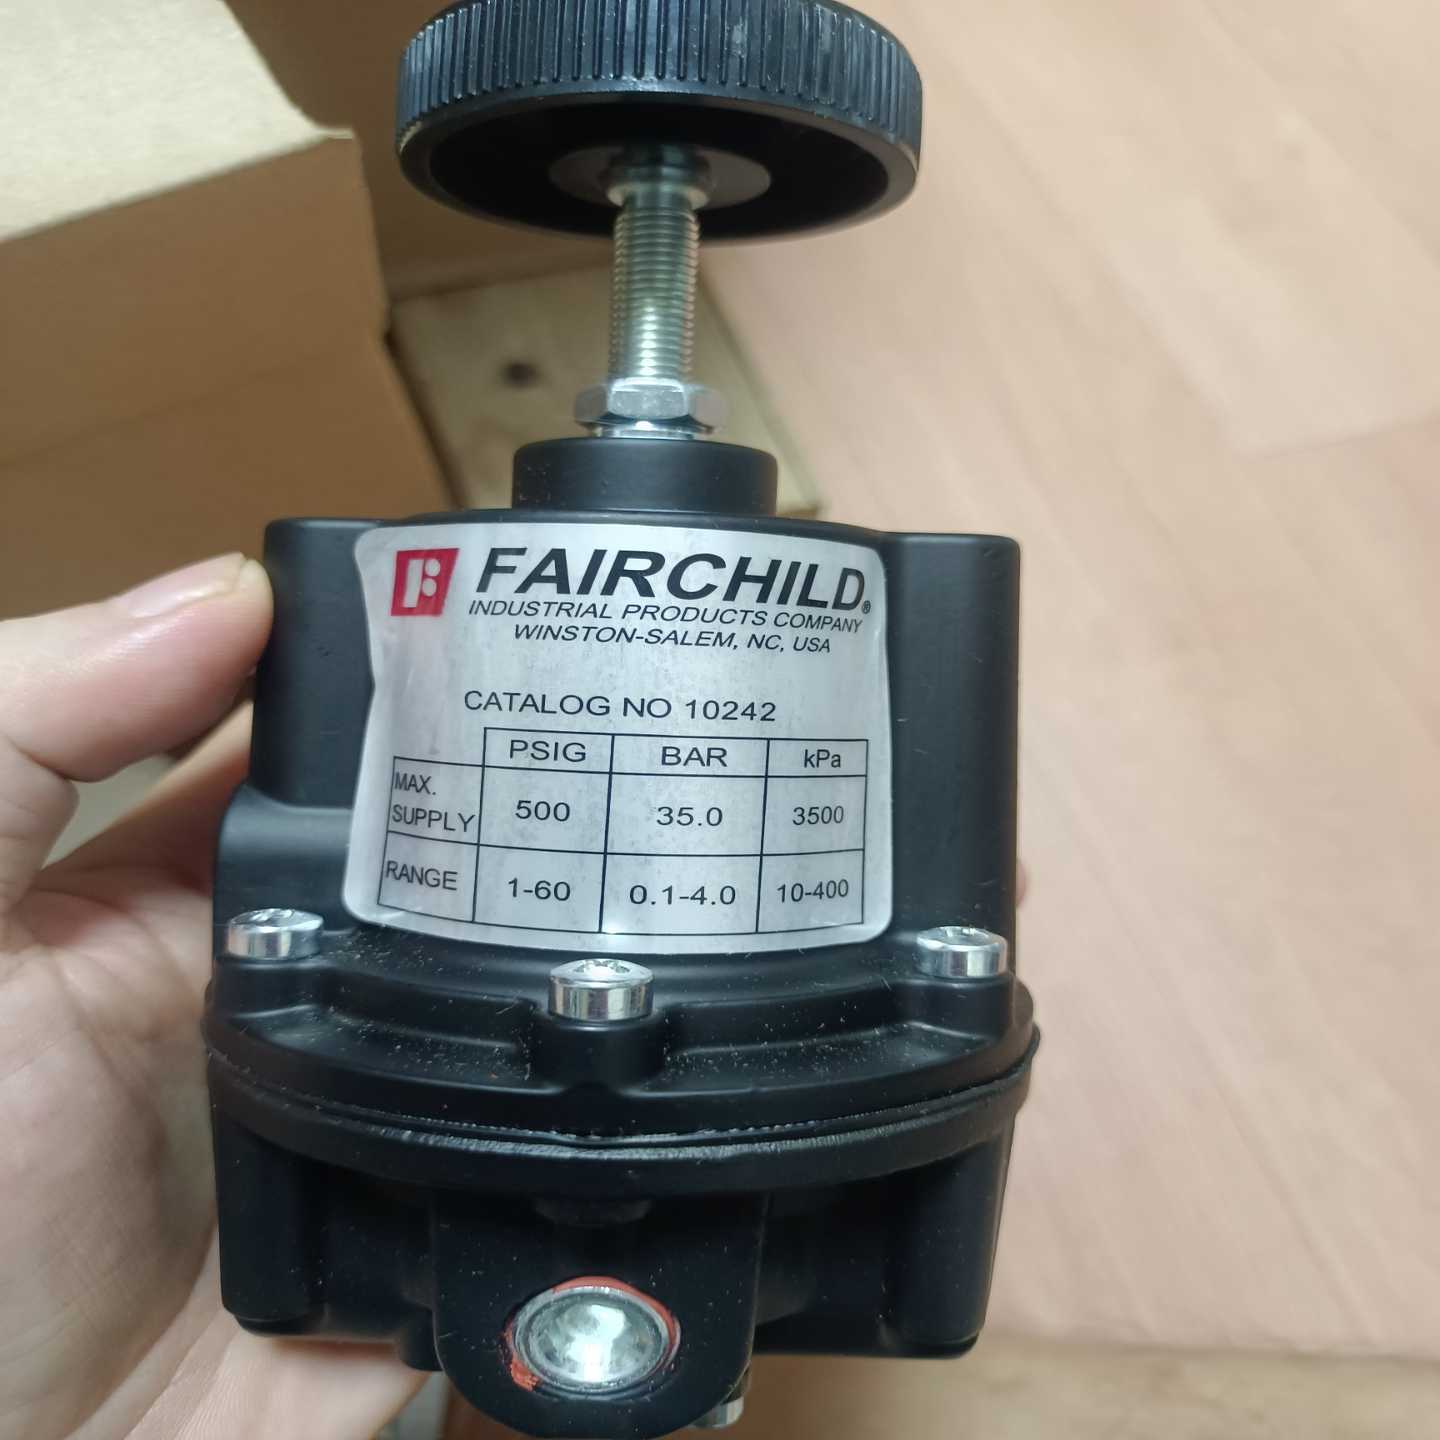 FAIRCHILD®
INDUSTRIAL PRODUCTS COMPANY
WINSTON-SALEM, NC, USA
CATALOG NO 10242
PSIG BAR kPa
MAX.
SUPPLY 500 35.0 3500
RANGE 1-60 0.1-4.0 10-400